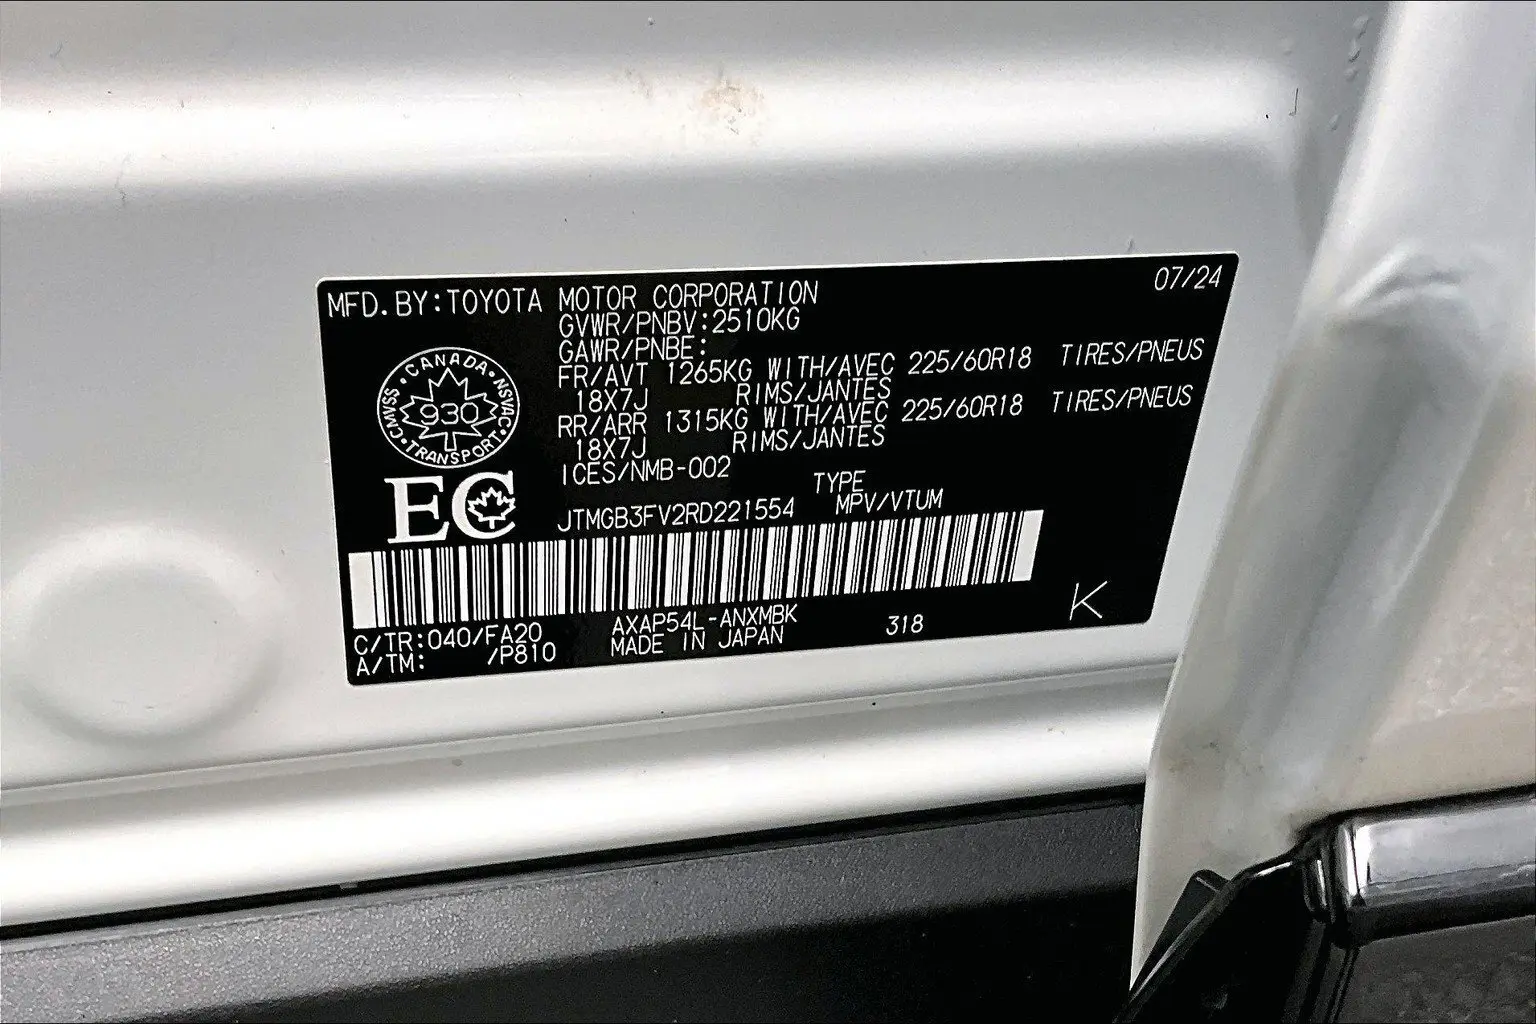 MFD.BY:TOYOTA MOTOR CORPORATION 07/24
GVWR/PNBV:2510KG
GAWR/PNBE:
FR/AVT 1265KG WITH/AVEC 225/60R18 TIRES/PNEUS
18X7J RIMS/JANTES
RR/ARR 1315KG WITH/AVEC 225/60R18 TIRES/PNEUS
18X7J RIMS/JANTES
ICES/NMB-002
CANADA · NSVAC · TRANSPORT · CMVSS ·
930
EC
TYPE
JTMGB3FV2RD221554 MPV/VTUM
C/TR:040/FA20 AXAP54L-ANXMBK 318 K
A/TM: /P810 MADE IN JAPAN